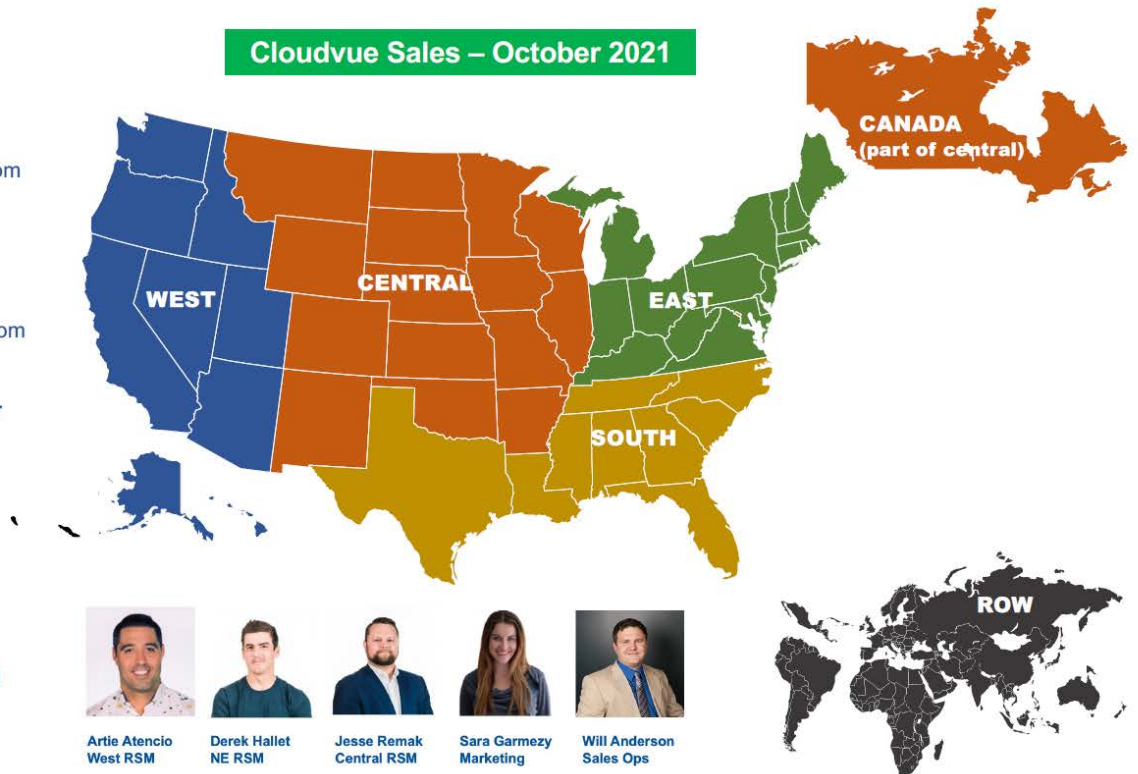 Cloudvue Sales – October 2021
CANADA
(part of central)
om
WEST
CENTRAL
EAST
om
SOUTH
ROW
Artie Atencio
West RSM
Derek Hallet
NE RSM
Jesse Remak
Central RSM
Sara Garmezy
Marketing
Will Anderson
Sales Ops